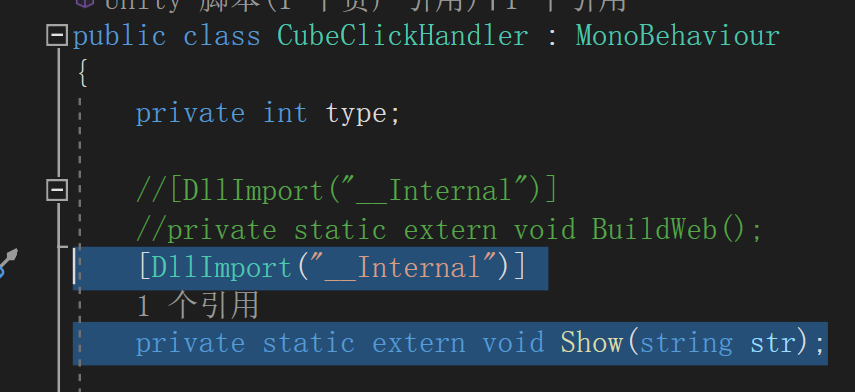 Unity 脚本(1 个资产引用)|1 个引用
public class CubeClickHandler : MonoBehaviour
{
private int type;
//[DllImport("__Internal")]
//private static extern void BuildWeb();
[DllImport("__Internal")]
1 个引用
private static extern void Show(string str);